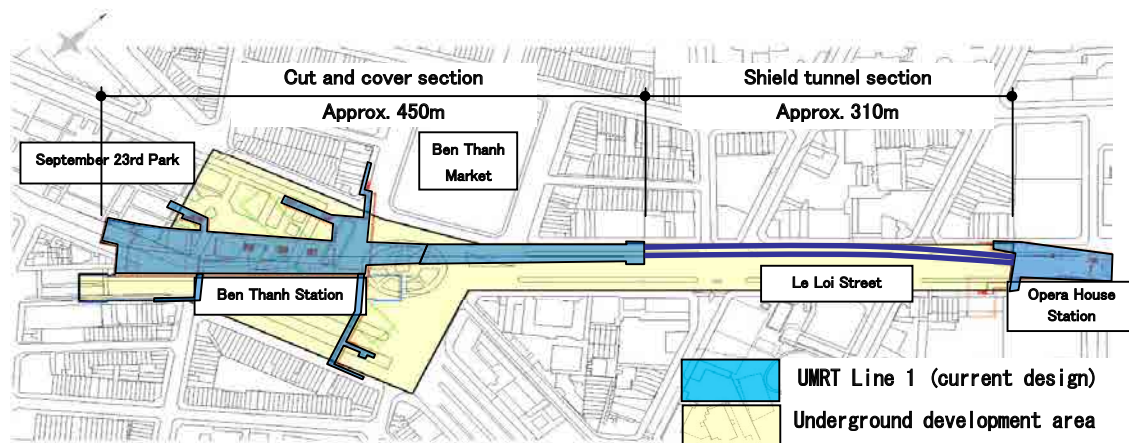 Cut and cover section
Shield tunnel section
Approx. 450m
Approx. 310m
September 23rd Park
Ben Thanh
Market
Ben Thanh Station
Le Loi Street
Opera House
Station
UMRT Line 1 (current design)
Underground development area